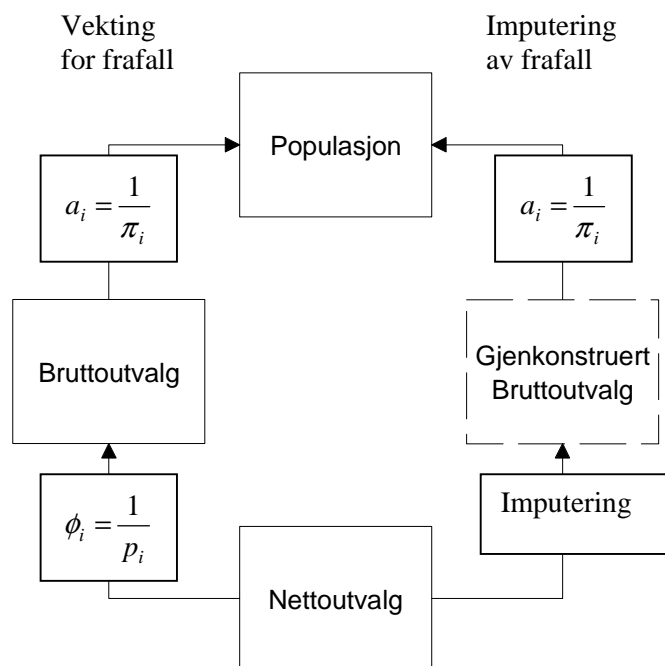 Vekting
for frafall
Imputering
av frafall
Populasjon
a_i = 1/π_i
a_i = 1/π_i
Bruttoutvalg
Gjenkonstruert
Bruttoutvalg
ϕ_i = 1/p_i
Imputering
Nettoutvalg